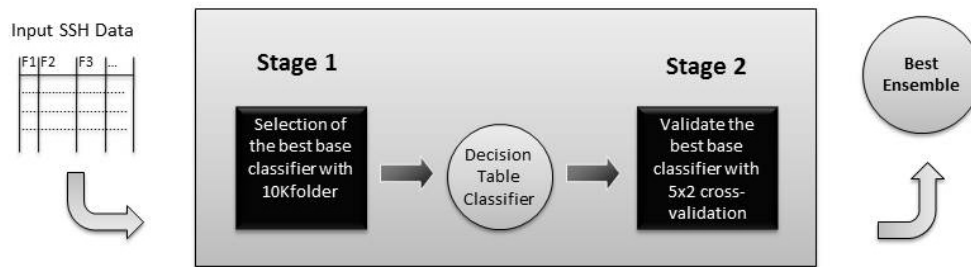 Input SSH Data
F1 F2 F3 ...
Stage 1
Selection of
the best base
classifier with
10Kfolder
Decision
Table
Classifier
Stage 2
Validate the
best base
classifier with
5x2 cross-
validation
Best
Ensemble